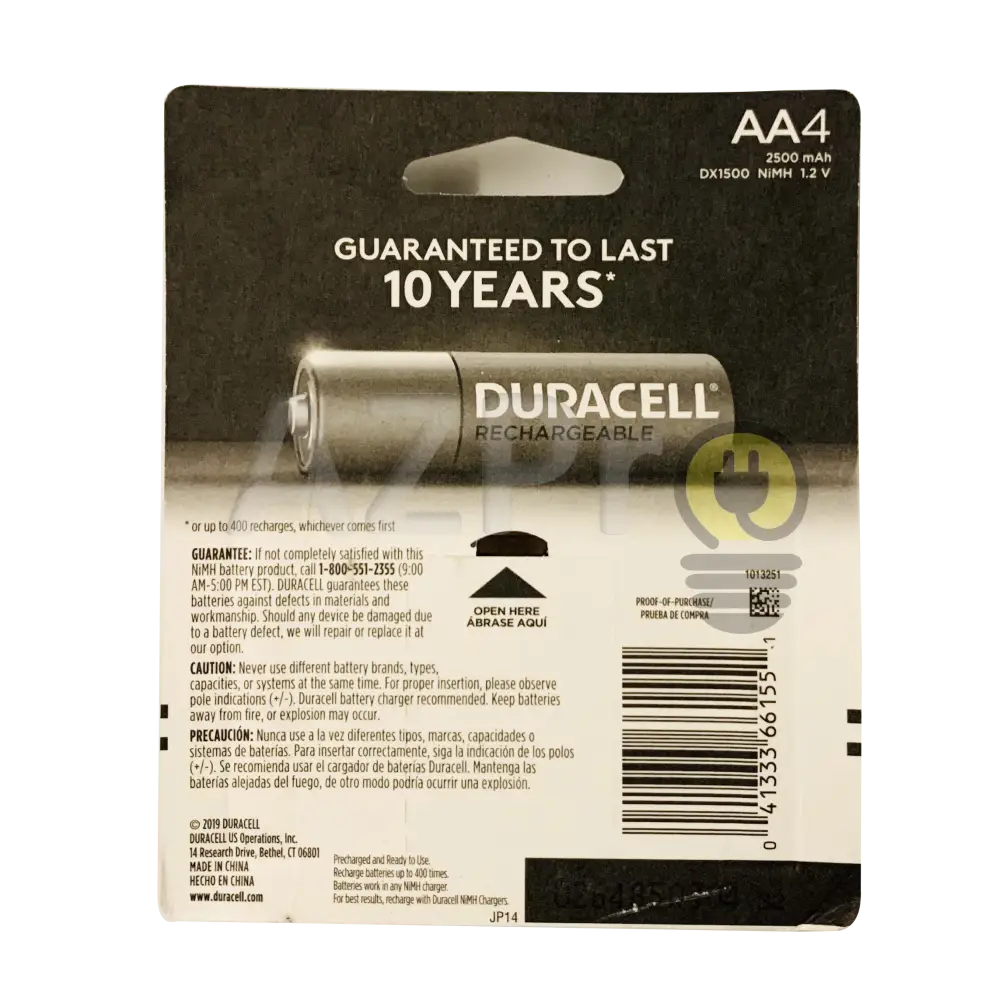 AA4
2500 mAh
DX1500 NiMH 1.2 V
GUARANTEED TO LAST
10 YEARS*
DURACELL®
RECHARGEABLE
AZPro
* or up to 400 recharges, whichever comes first
GUARANTEE: If not completely satisfied with this
NiMH battery product, call 1-800-551-2355 (9:00
AM-5:00 PM EST). DURACELL guarantees these
batteries against defects in materials and
workmanship. Should any device be damaged due
to a battery defect, we will repair or replace it at
our option.
OPEN HERE
ÁBRASE AQUÍ
1013251
PROOF-OF-PURCHASE/
PRUEBA DE COMPRA
CAUTION: Never use different battery brands, types,
capacities, or systems at the same time. For proper insertion, please observe
pole indications (+/-). Duracell battery charger recommended. Keep batteries
away from fire, or explosion may occur.
PRECAUCIÓN: Nunca use a la vez diferentes tipos, marcas, capacidades o
sistemas de baterías. Para insertar correctamente, siga la indicación de los polos
(+/-). Se recomienda usar el cargador de baterías Duracell. Mantenga las
baterías alejadas del fuego, de otro modo podría ocurrir una explosión.
0 41333 66155 1
© 2019 DURACELL
DURACELL US Operations, Inc.
14 Research Drive, Bethel, CT 06801
MADE IN CHINA
HECHO EN CHINA
www.duracell.com
Precharged and Ready to Use.
Recharge batteries up to 400 times.
Batteries work in any NiMH charger.
For best results, recharge with Duracell NiMH Chargers.
JP14